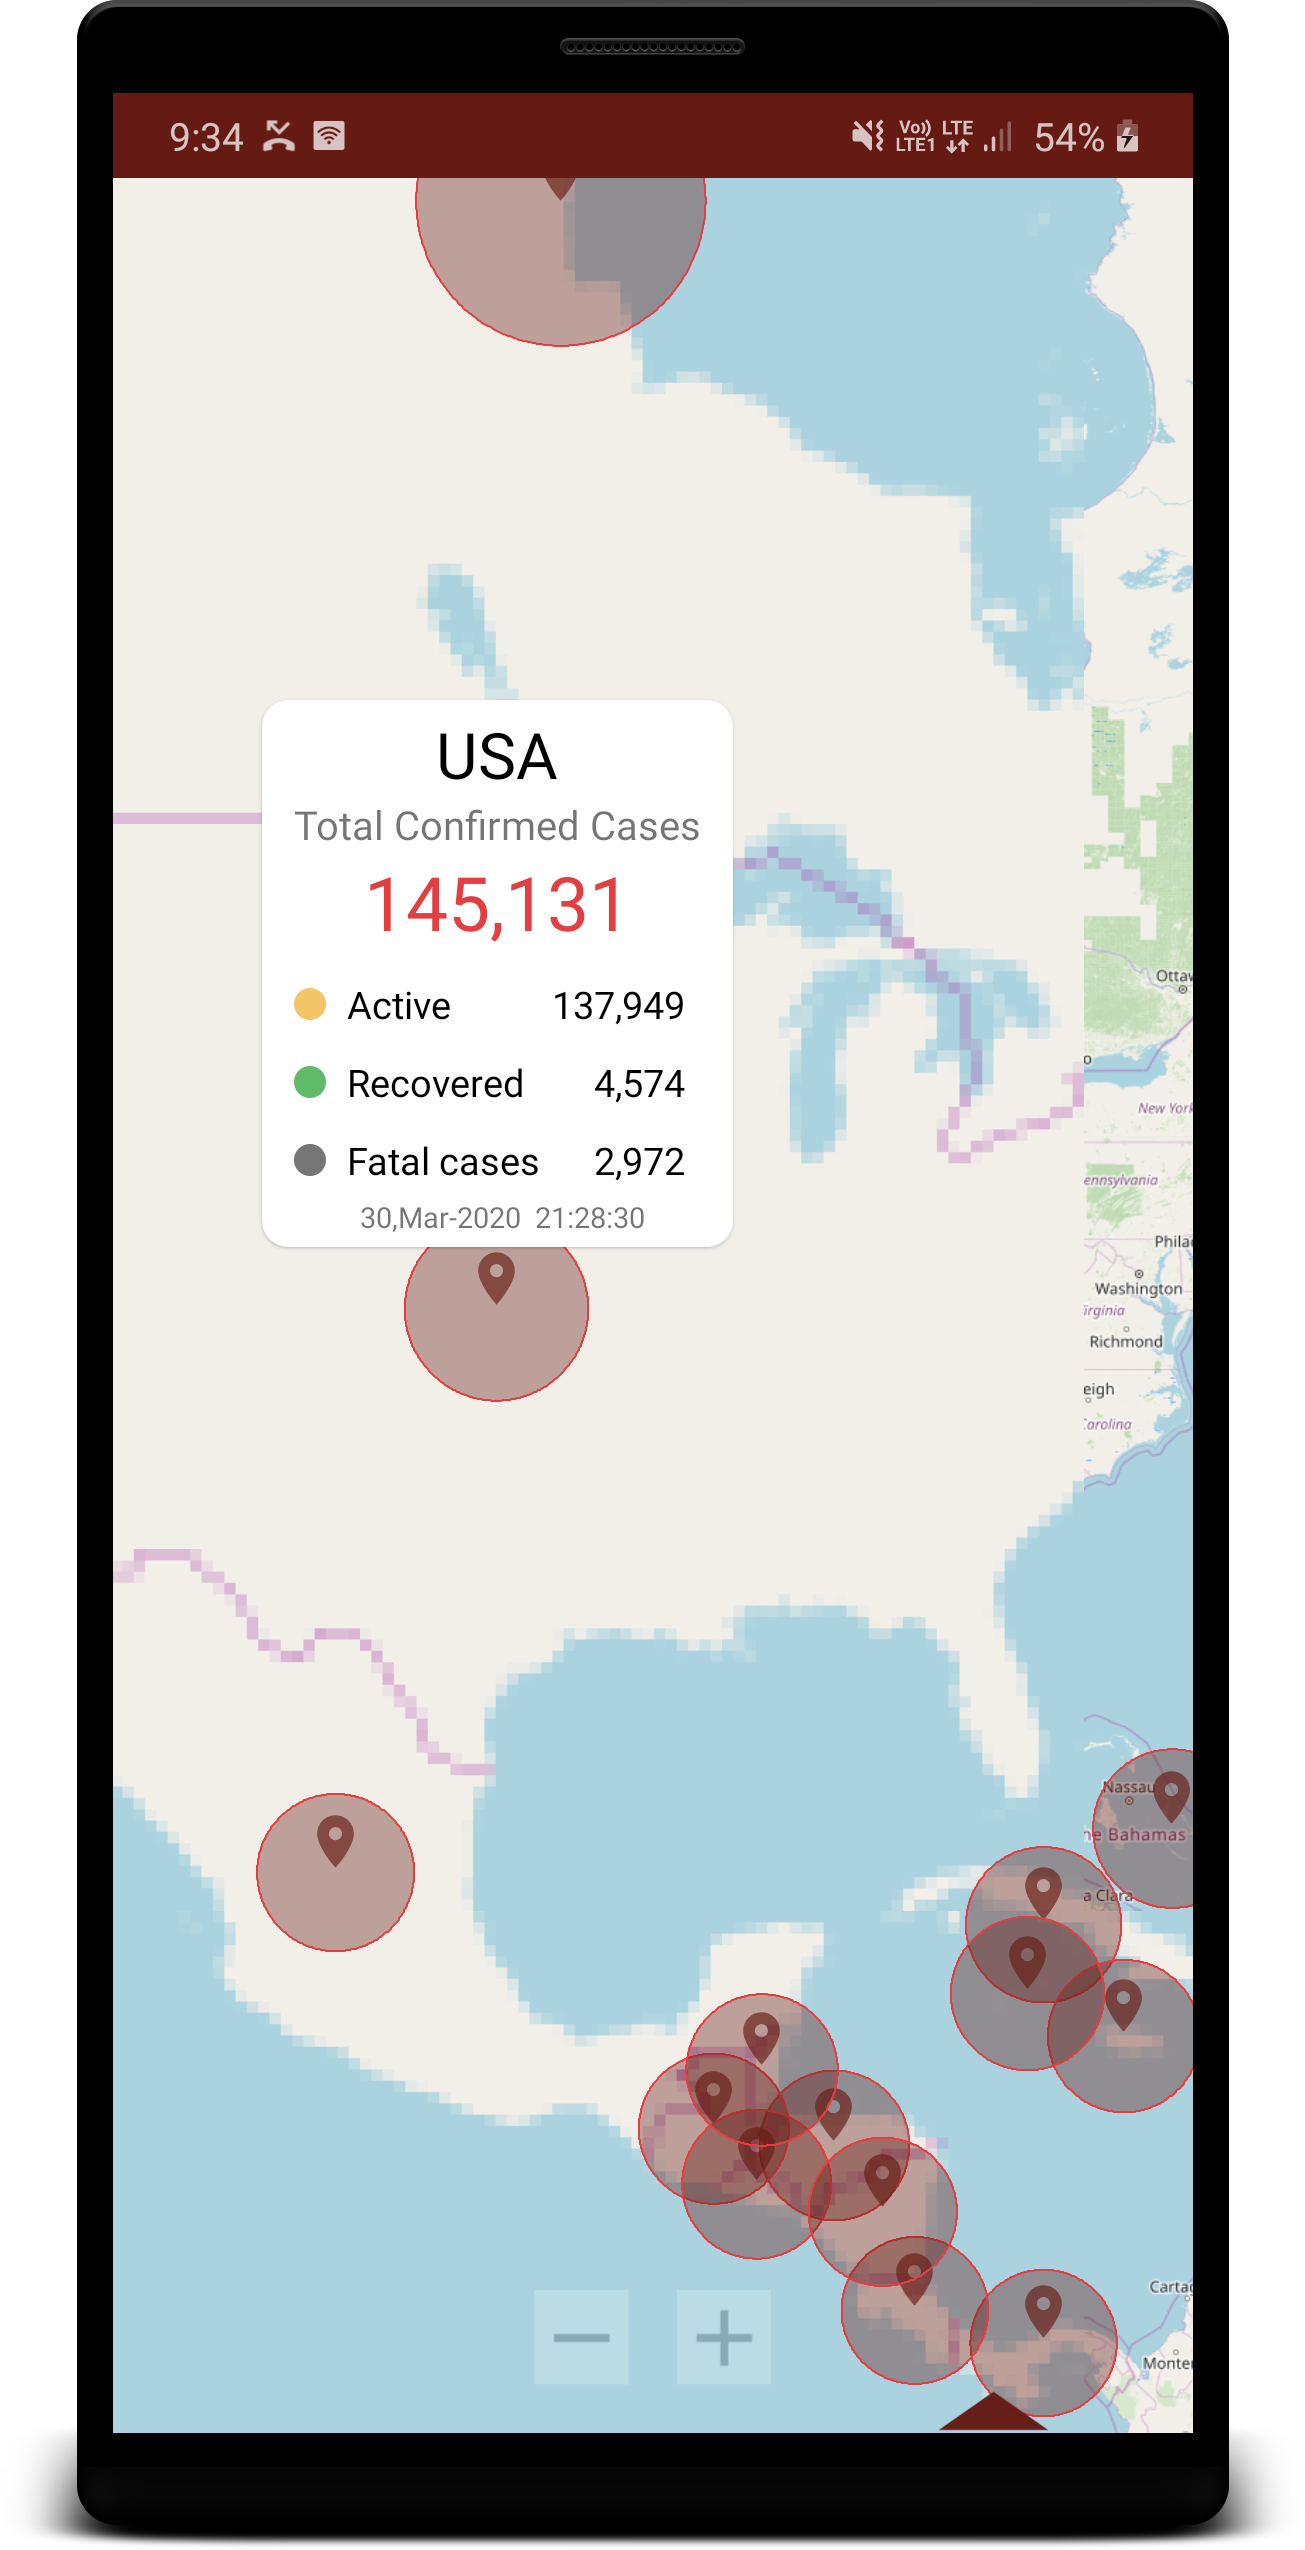 9:34 Vo)) LTE1 LTE 54%
USA
Total Confirmed Cases
145,131
Active 137,949
Recovered 4,574
Fatal cases 2,972
30,Mar-2020 21:28:30
Ottaw
o
New York
ennsylvania
Philad
Washington
irginia
Richmond
eigh
Carolina
Nassau
he Bahamas
a Clara
Cartag
Monter